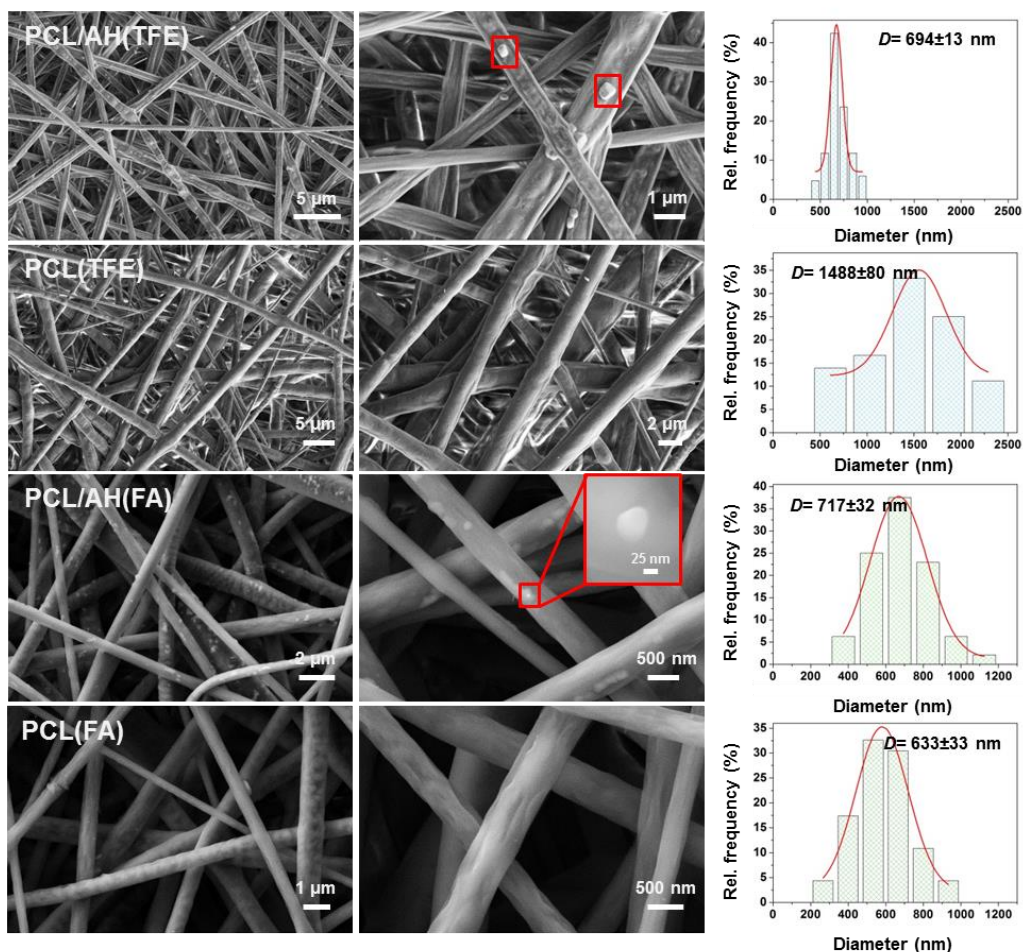 PCL/AH(TFE)
5 µm
1 µm
Rel. frequency (%)
40
30
20
10
0
D= 694±13 nm
0 500 1000 1500 2000 2500
Diameter (nm)
PCL(TFE)
5 µm
2 µm
Rel. frequency (%)
35
30
25
20
15
10
5
0
D= 1488±80 nm
0 500 1000 1500 2000 2500
Diameter (nm)
PCL/AH(FA)
2 µm
25 nm
500 nm
Rel. frequency (%)
40
35
30
25
20
15
10
5
0
D= 717±32 nm
0 200 400 600 800 1000 1200
Diameter (nm)
PCL(FA)
1 µm
500 nm
Rel. frequency (%)
35
30
25
20
15
10
5
0
D= 633±33 nm
0 200 400 600 800 1000 1200
Diameter (nm)